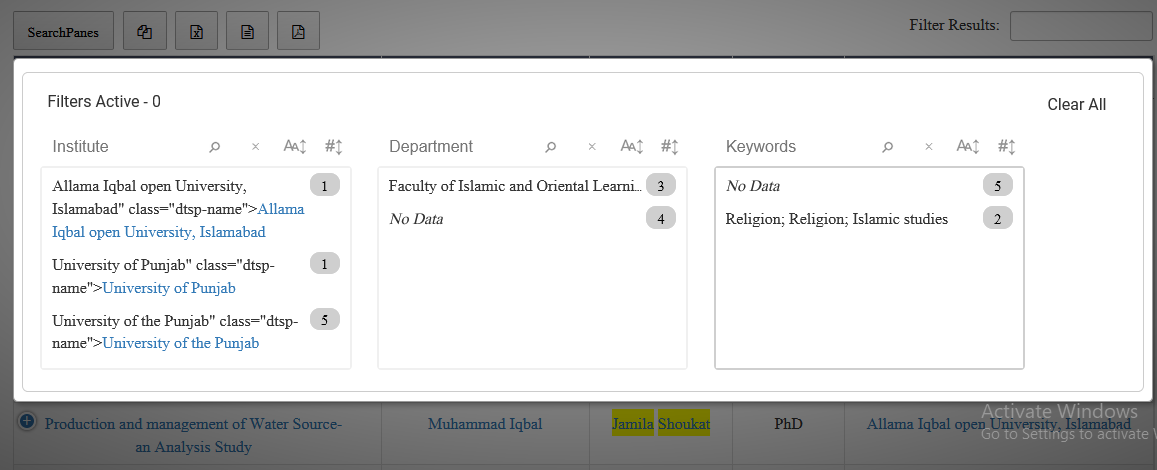 SearchPanes
Filter Results:
Filters Active - 0
Clear All
Institute
Department
Keywords
Allama Iqbal open University, 1
Islamabad" class="dtsp-name">Allama
Iqbal open University, Islamabad
University of Punjab" class="dtsp- 1
name">University of Punjab
University of the Punjab" class="dtsp- 5
name">University of the Punjab
Faculty of Islamic and Oriental Learni... 3
No Data 4
No Data 5
Religion; Religion; Islamic studies 2
Production and management of Water Source-
an Analysis Study
Muhammad Iqbal
Jamila Shoukat
PhD
Allama Iqbal open University, Islamabad
Activate Windows
Go to Settings to activate W